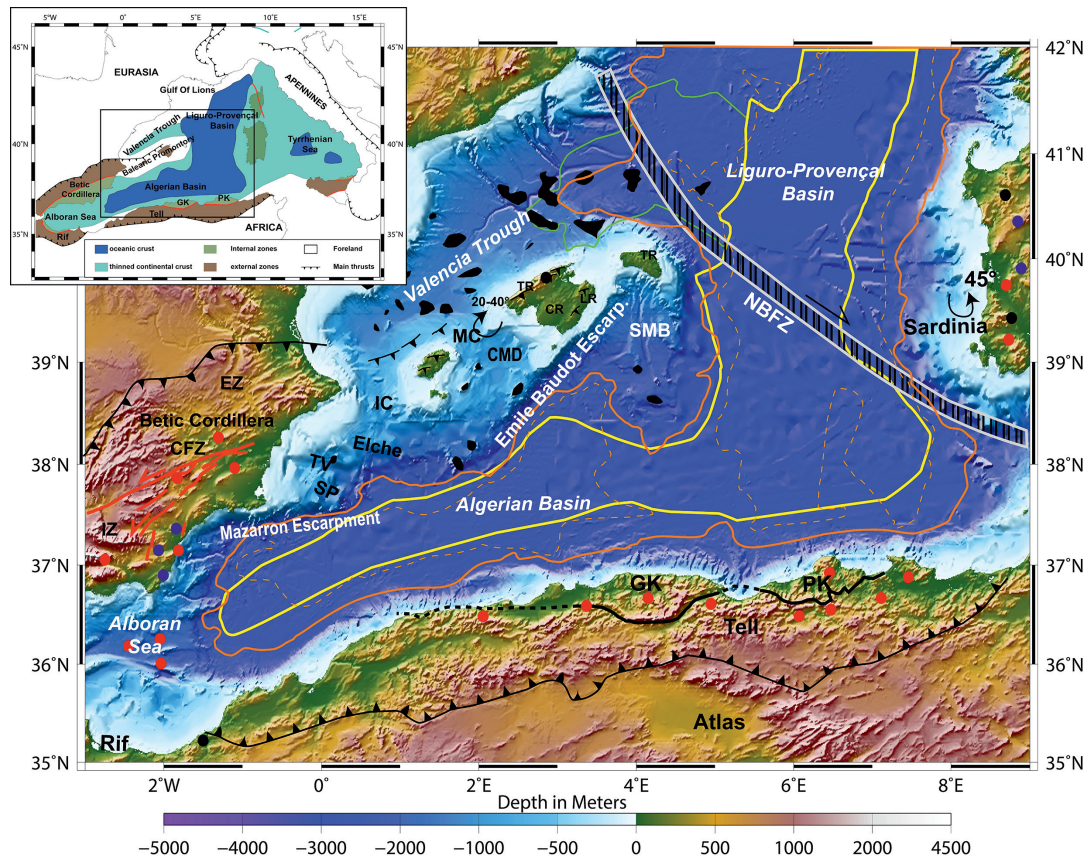 5°W
0°
5°E
10°E
15°E
45°N
45°N
EURASIA
Gulf Of Lions
APENNINES
Liguro-Provençal
Basin
Valencia Trough
Balearic Promontory
Tyrrhenian
Sea
40°N
40°N
Betic
Cordillera
Algerian Basin
GK
PK
Alboran Sea
Tell
Rif
AFRICA
35°N
35°N
oceanic crust
Internal zones
Foreland
thinned continental crust
external zones
Main thrusts
42°N
41°N
40°N
39°N
38°N
37°N
36°N
35°N
39°N
38°N
37°N
36°N
35°N
Liguro-Provençal
Basin
Valencia Trough
TR
TR
20-40°
LR
CR
MC
CMD
SMB
NBFZ
45°
Sardinia
EZ
IC
Emile Baudot Escarp.
Betic Cordillera
CFZ
Elche
TV
SP
Algerian Basin
Mazarron Escarpment
IZ
GK
PK
Tell
Alboran
Sea
Atlas
Rif
2°W
0°
2°E
4°E
6°E
8°E
Depth in Meters
−5000
−4000
−3000
−2000
−1000
−500
0
500
1000
2000
4500